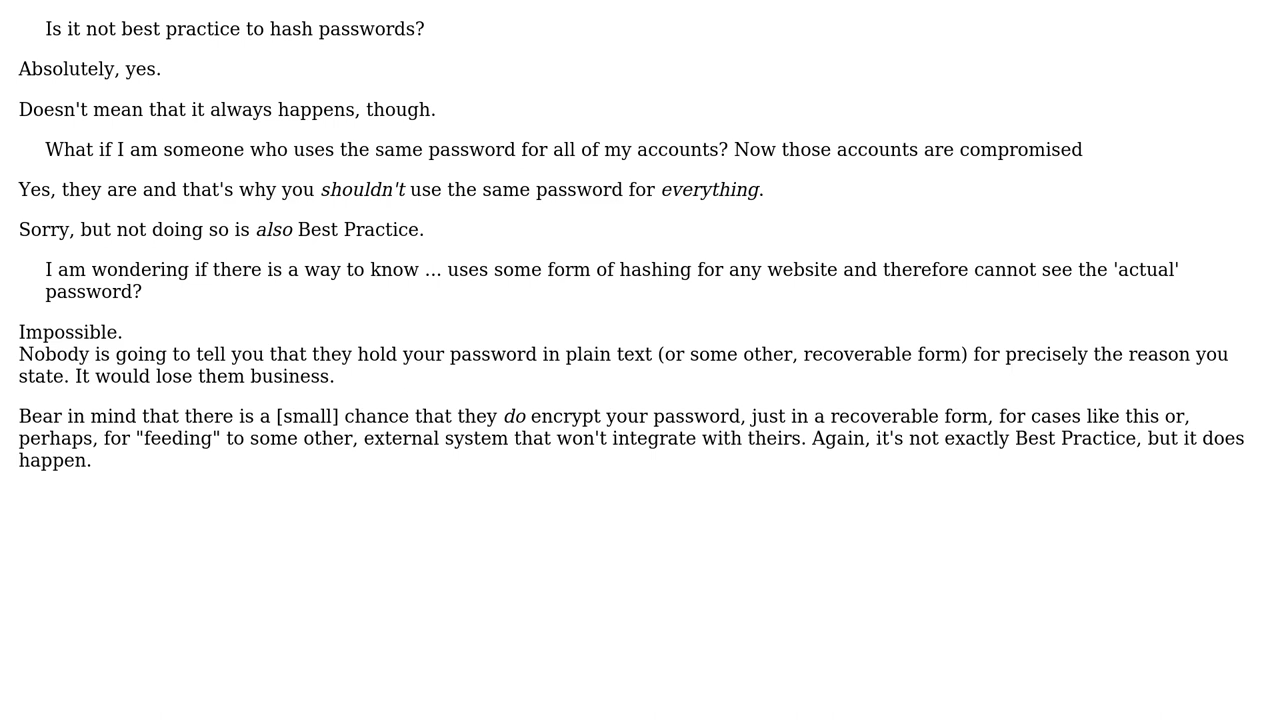 Is it not best practice to hash passwords?
Absolutely, yes.
Doesn't mean that it always happens, though.
What if I am someone who uses the same password for all of my accounts? Now those accounts are compromised
Yes, they are and that's why you shouldn't use the same password for everything.
Sorry, but not doing so is also Best Practice.
I am wondering if there is a way to know ... uses some form of hashing for any website and therefore cannot see the 'actual'
password?
Impossible.
Nobody is going to tell you that they hold your password in plain text (or some other, recoverable form) for precisely the reason you
state. It would lose them business.
Bear in mind that there is a [small] chance that they do encrypt your password, just in a recoverable form, for cases like this or,
perhaps, for "feeding" to some other, external system that won't integrate with theirs. Again, it's not exactly Best Practice, but it does
happen.